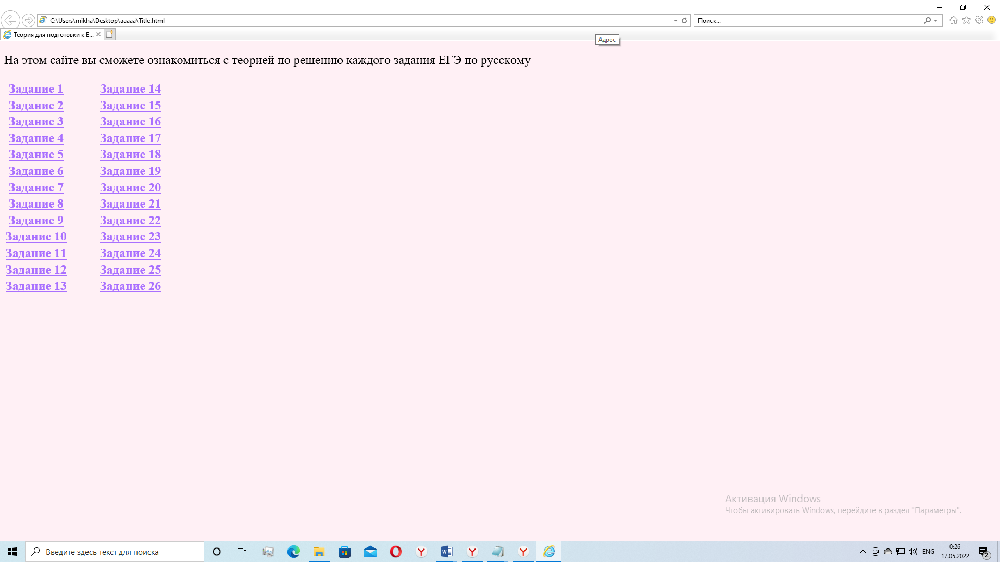 C:\Users\mikha\Desktop\aaaaa\Title.html
Поиск...
Теория для подготовки к Е...
Адрес
На этом сайте вы сможете ознакомиться с теорией по решению каждого задания ЕГЭ по русскому
Задание 1 Задание 14
Задание 2 Задание 15
Задание 3 Задание 16
Задание 4 Задание 17
Задание 5 Задание 18
Задание 6 Задание 19
Задание 7 Задание 20
Задание 8 Задание 21
Задание 9 Задание 22
Задание 10 Задание 23
Задание 11 Задание 24
Задание 12 Задание 25
Задание 13 Задание 26
Активация Windows
Чтобы активировать Windows, перейдите в раздел "Параметры".
Введите здесь текст для поиска
ENG
0:26
17.05.2022
2